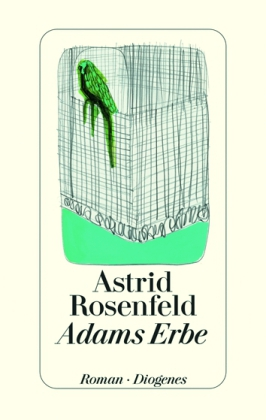 Astrid
Rosenfeld
Adams Erbe
Roman · Diogenes